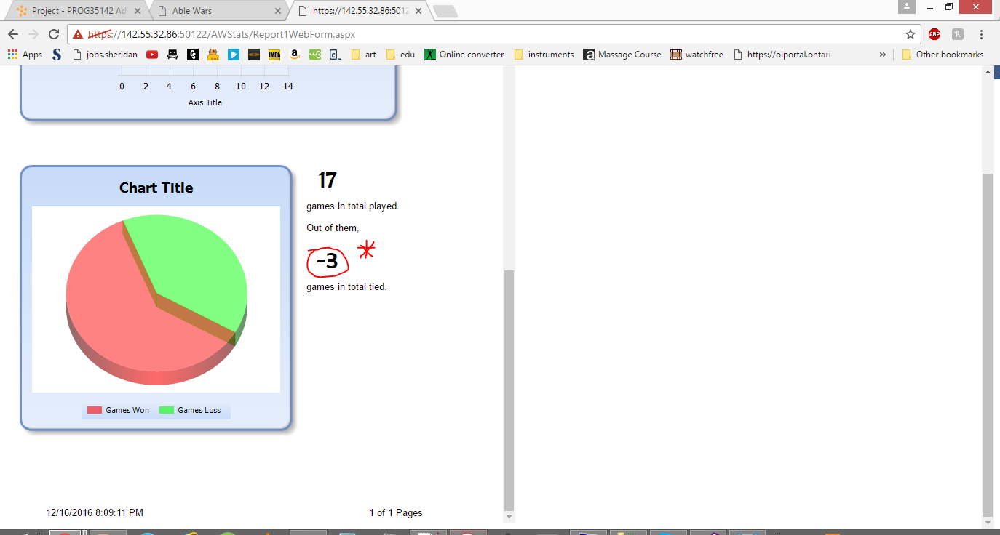 Project - PROG35142 Ad
Able Wars
https://142.55.32.86:5012
https://142.55.32.86:50122/AWStats/Report1WebForm.aspx
ABP
Apps
jobs.sheridan
IMDb
art
edu
Online converter
instruments
Massage Course
watchfree
https://olportal.ontari
»
Other bookmarks
0 2 4 6 8 10 12 14
Axis Title
Chart Title
Games Won Games Loss
17
games in total played.
Out of them,
-3 *
games in total tied.
12/16/2016 8:09:11 PM
1 of 1 Pages